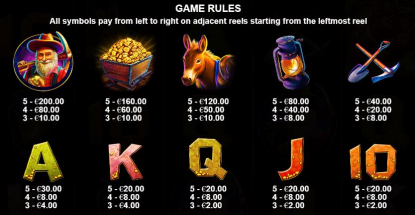 GAME RULES
All symbols pay from left to right on adjacent reels starting from the leftmost reel
5 - €200.00
4 - €80.00
3 - €10.00
5 - €160.00
4 - €60.00
3 - €10.00
5 - €120.00
4 - €50.00
3 - €10.00
5 - €80.00
4 - €40.00
3 - €8.00
5 - €40.00
4 - €20.00
3 - €8.00
A
K
Q
J
10
5 - €30.00
4 - €8.00
3 - €4.00
5 - €20.00
4 - €8.00
3 - €4.00
5 - €20.00
4 - €8.00
3 - €2.00
5 - €20.00
4 - €8.00
3 - €2.00
5 - €20.00
4 - €8.00
3 - €2.00